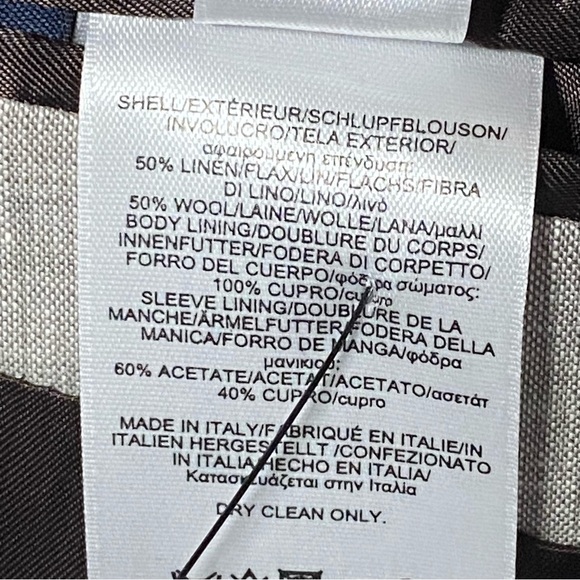 SHELL/EXTÉRIEUR/SCHLUPFBLOUSON/
INVOLUCRO/TELA EXTERIOR/
αφαιρούμενη επένδυση:
50% LINEN/FLAX/LIN/FLACHS/FIBRA
DI LINO/LINO/λινό
50% WOOL/LAINE/WOLLE/LANA/μαλλί
BODY LINING/DOUBLURE DU CORPS/
INNENFUTTER/FODERA DI CORPETTO/
FORRO DEL CUERPO/φόδρα σώματος:
100% CUPRO/cupro
SLEEVE LINING/DOUBLURE DE LA
MANCHE/ÄRMELFUTTER/FODERA DELLA
MANICA/FORRO DE MANGA/φόδρα
μανικιού:
60% ACETATE/ACETAT/ACETATO/ασετάτ
40% CUPRO/cupro
MADE IN ITALY/FABRIQUÉ EN ITALIE/IN
ITALIEN HERGESTELLT /CONFEZIONATO
IN ITALIA/HECHO EN ITALIA/
Κατασκευάζεται στην Ιταλία
DRY CLEAN ONLY.